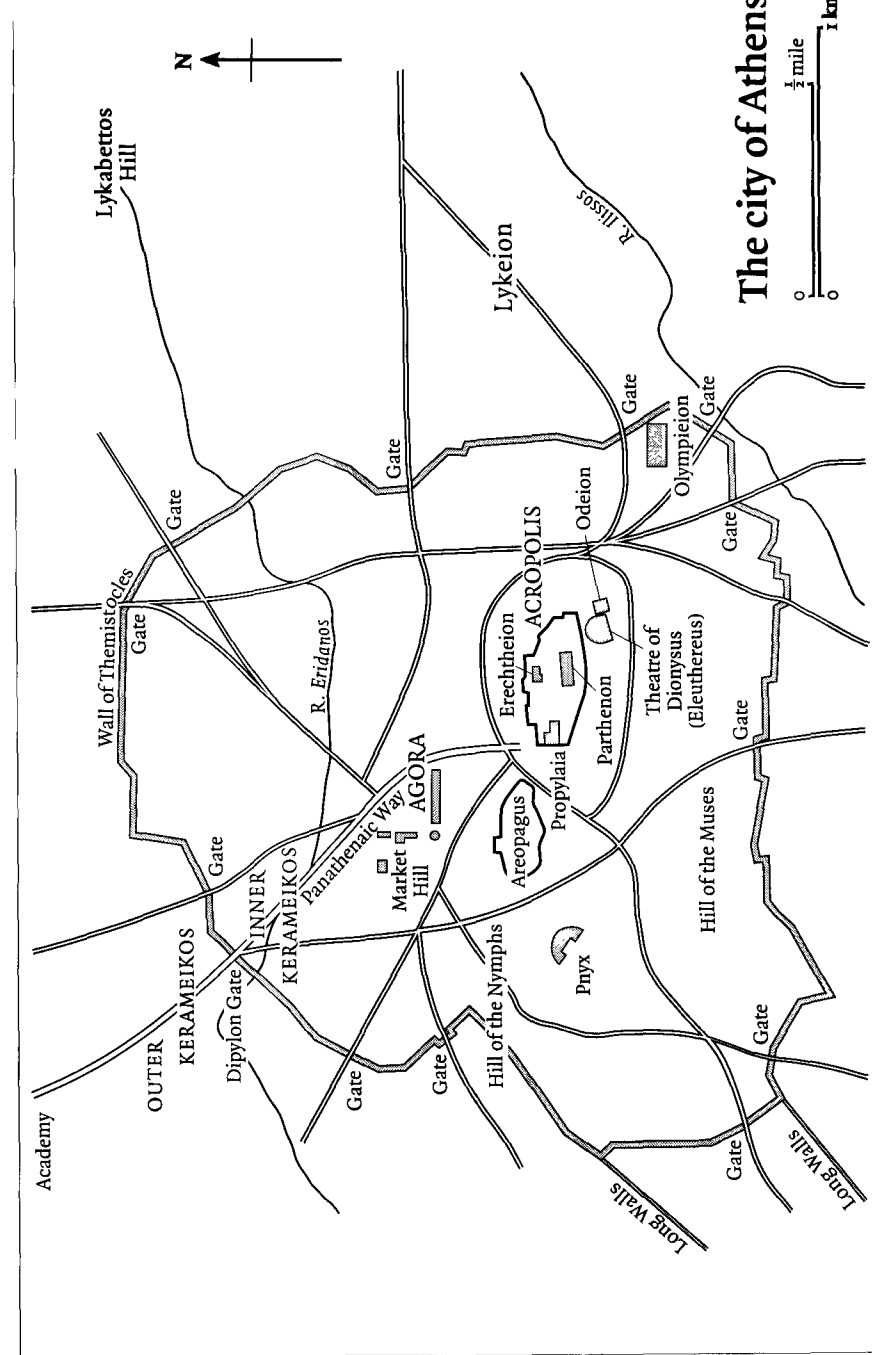 Academy
OUTER
KERAMEIKOS
Dipylon Gate
INNER
KERAMEIKOS
Gate
Wall of Themistocles
Gate
Gate
Lykabettos
Hill
N
R. Eridanos
Panathenaic Way
AGORA
Market
Hill
Gate
Gate
Gate
Hill of the Nymphs
Areopagus
Pnyx
Erechtheion
ACROPOLIS
Propylaia
Parthenon
Odeion
Theatre of
Dionysus
(Eleuthereus)
Lykeion
R. Ilissos
Gate
Olympieion
Gate
Gate
Gate
Hill of the Muses
Gate
Gate
Long Walls
Long Walls
The city of Athens
0 ½ mile
0 1 km